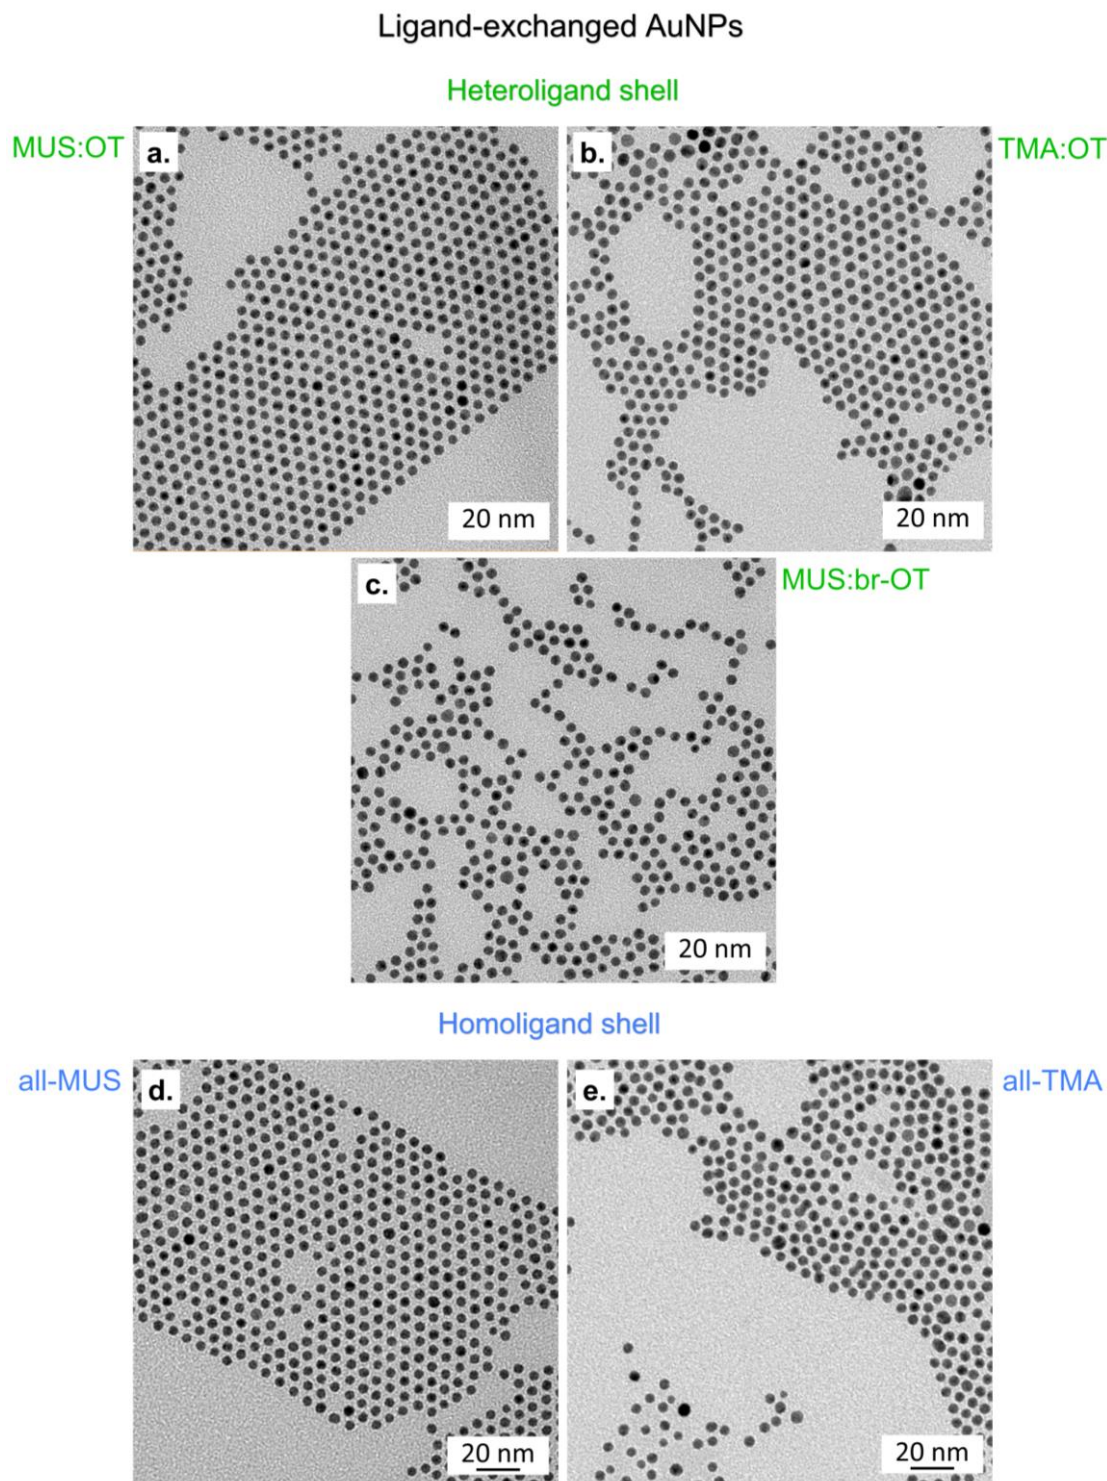 Ligand-exchanged AuNPs
Heteroligand shell
MUS:OT
a.
b.
TMA:OT
20 nm
20 nm
c.
MUS:br-OT
20 nm
Homoligand shell
all-MUS
d.
e.
all-TMA
20 nm
20 nm